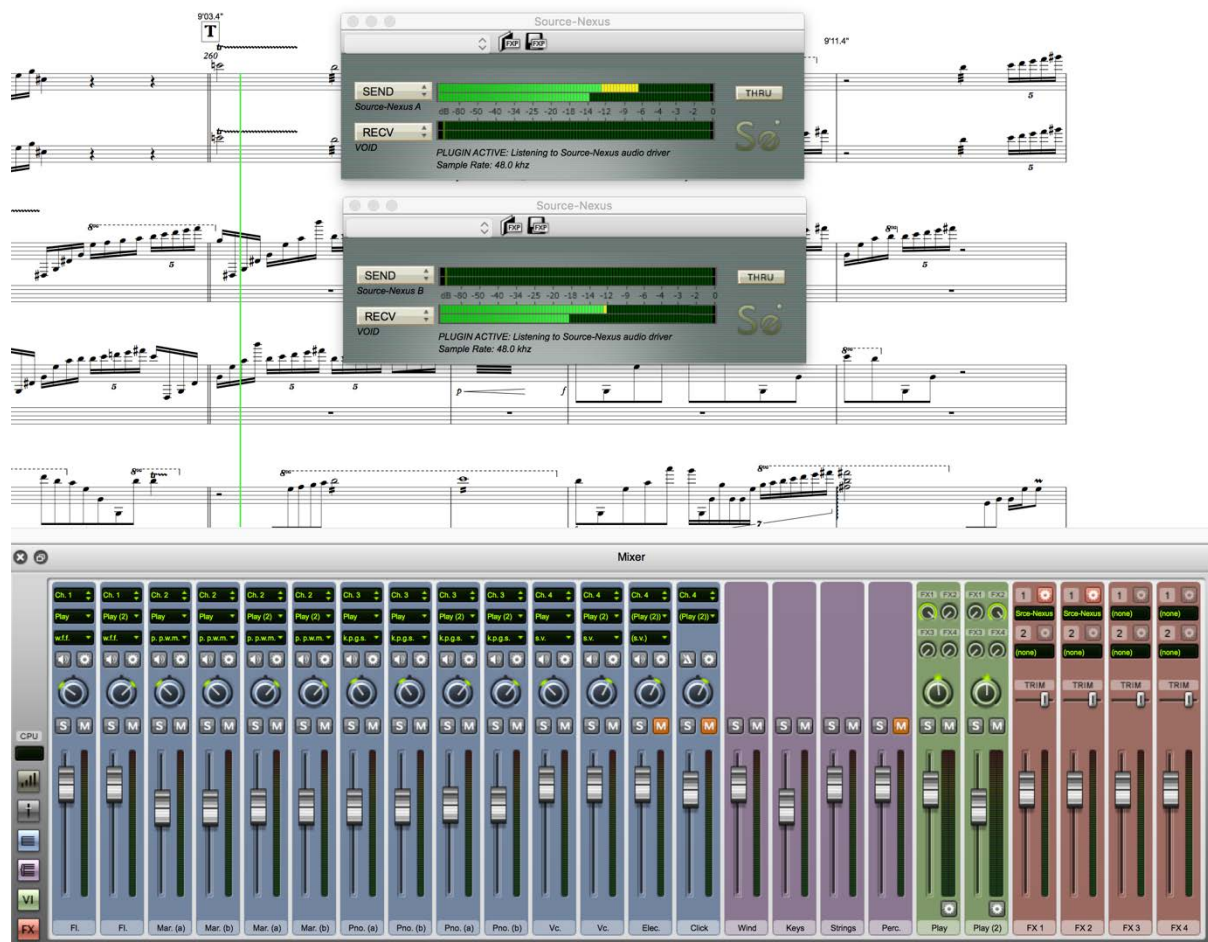 9'03.4"
T
260
9'11.4"
Source-Nexus
FXP FXP
SEND
Source-Nexus A
dB -80 -50 -40 -34 -25 -20 -18 -14 -12 -9 -6 -4 -3 -2 0
THRU
RECV
VOID
PLUGIN ACTIVE: Listening to Source-Nexus audio driver
Sample Rate: 48.0 khz
Source-Nexus
FXP FXP
SEND
Source-Nexus B
dB -80 -50 -40 -34 -25 -20 -18 -14 -12 -9 -6 -4 -3 -2 0
THRU
RECV
VOID
PLUGIN ACTIVE: Listening to Source-Nexus audio driver
Sample Rate: 48.0 khz
5
5
5
5
5 5 5
p f
7
Mixer
Ch. 1 Ch. 1 Ch. 2 Ch. 2 Ch. 2 Ch. 2 Ch. 3 Ch. 3 Ch. 3 Ch. 3 Ch. 4 Ch. 4 Ch. 4 Ch. 4 FX1 FX2 FX1 FX2 1 1 1 1
Play Play (2) Play Play Play (2) Play (2) Play Play Play (2) Play (2) Play Play (2) (Play (2)) (Play (2)) Srce-Nexus Srce-Nexus (none) (none)
FX3 FX4 FX3 FX4 2 2 2 2
w.f.f. w.f.f. p. p.w.m. p. p.w.m. p. p.w.m. p. p.w.m. k.p.g.s. k.p.g.s. k.p.g.s. k.p.g.s. s.v. s.v. (s.v.) (none) (none) (none) (none)
TRIM TRIM TRIM TRIM
S M S M S M S M S M S M S M S M S M S M S M S M S M S M S M S M S M S M S M S M
CPU
VI
FX
Fl. Fl. Mar. (a) Mar. (b) Mar. (a) Mar. (b) Pno. (a) Pno. (b) Pno. (a) Pno. (b) Vc. Vc. Elec. Click Wind Keys Strings Perc. Play Play (2) FX 1 FX 2 FX 3 FX 4